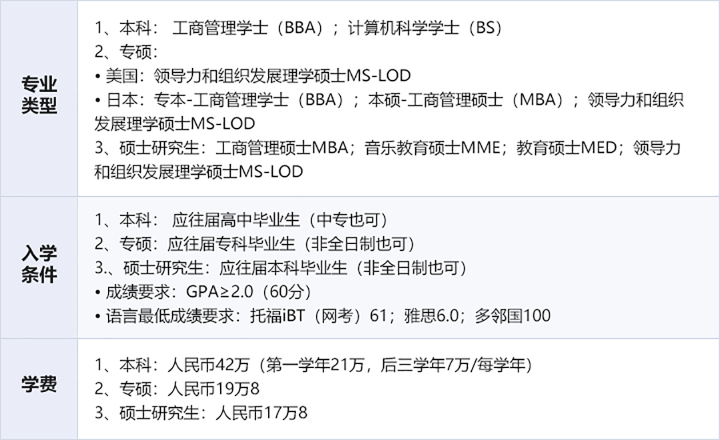 专业
类型
1、本科： 工商管理学士（BBA）；计算机科学学士（BS）
2、专硕：
• 美国：领导力和组织发展理学硕士MS-LOD
• 日本：专本-工商管理学士（BBA）；本硕-工商管理硕士（MBA）；领导力和组织
发展理学硕士MS-LOD
3、硕士研究生：工商管理硕士MBA；音乐教育硕士MME；教育硕士MED；领导力
和组织发展理学硕士MS-LOD
入学
条件
1、本科： 应往届高中毕业生（中专也可）
2、专硕：应往届专科毕业生（非全日制也可）
3.、硕士研究生：应往届本科毕业生（非全日制也可）
• 成绩要求：GPA≥2.0（60分）
• 语言最低成绩要求：托福iBT（网考）61；雅思6.0；多邻国100
学费
1、本科：人民币42万（第一学年21万，后三学年7万/每学年）
2、专硕：人民币19万8
3、硕士研究生：人民币17万8